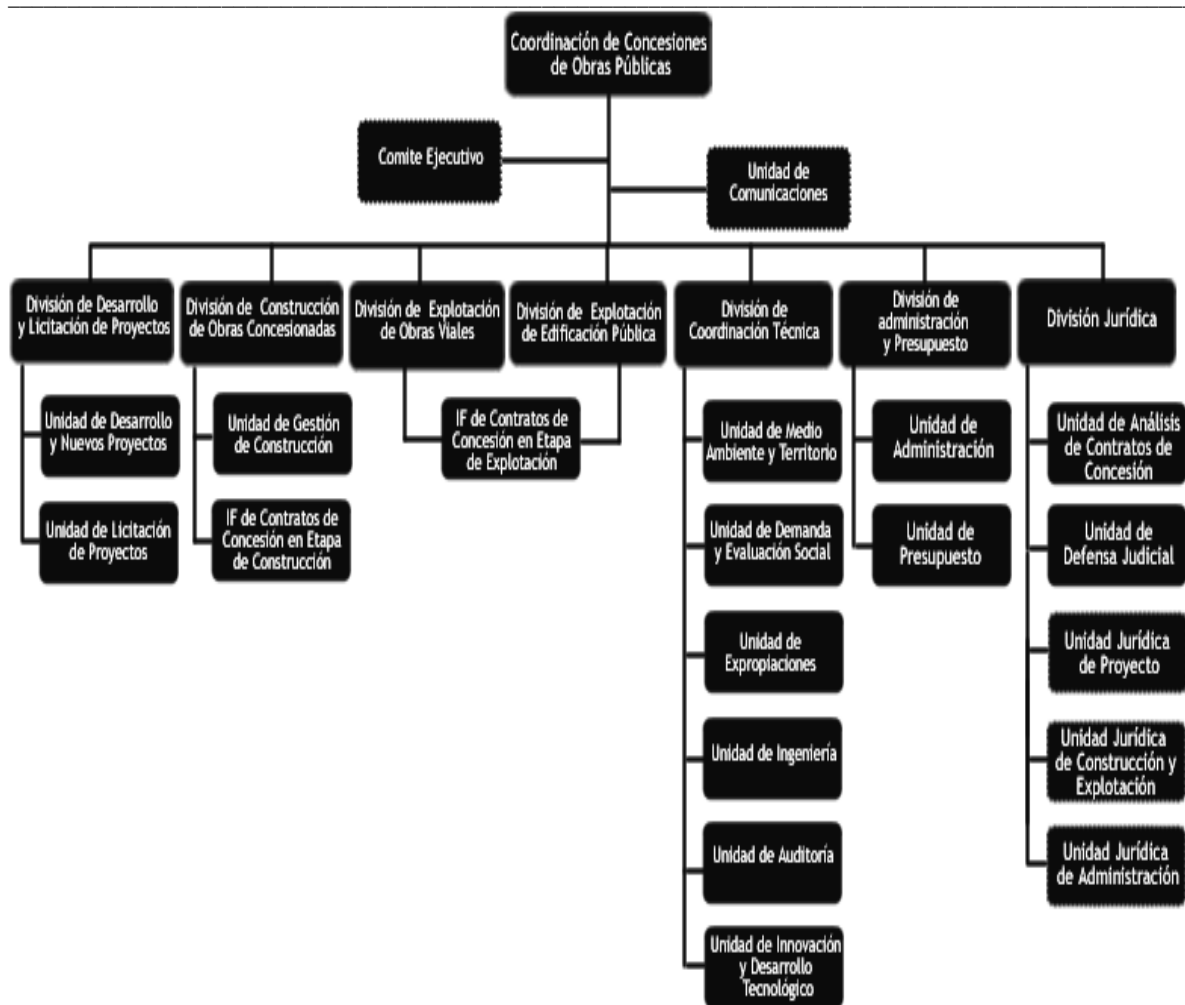 Coordinación de Concesiones
de Obras Públicas
Comite Ejecutivo
Unidad de
Comunicaciones
División de Desarrollo
y Licitación de Proyectos
División de Construcción
de Obras Concesionadas
División de Explotación
de Obras Viales
División de Explotación
de Edificación Pública
División de
Coordinación Técnica
División de
administración
y Presupuesto
División Jurídica
Unidad de Desarrollo
y Nuevos Proyectos
Unidad de Licitación
de Proyectos
Unidad de Gestión
de Construcción
IF de Contratos de
Concesión en Etapa
de Construcción
IF de Contratos de
Concesión en Etapa
de Explotación
Unidad de Medio
Ambiente y Territorio
Unidad de Demanda
y Evaluación Social
Unidad de
Expropiaciones
Unidad de Ingeniería
Unidad de Auditoría
Unidad de Innovación
y Desarrollo
Tecnológico
Unidad de
Administración
Unidad de
Presupuesto
Unidad de Análisis
de Contratos de
Concesión
Unidad de
Defensa Judicial
Unidad Jurídica
de Proyecto
Unidad Jurídica
de Construcción y
Explotación
Unidad Jurídica
de Administración